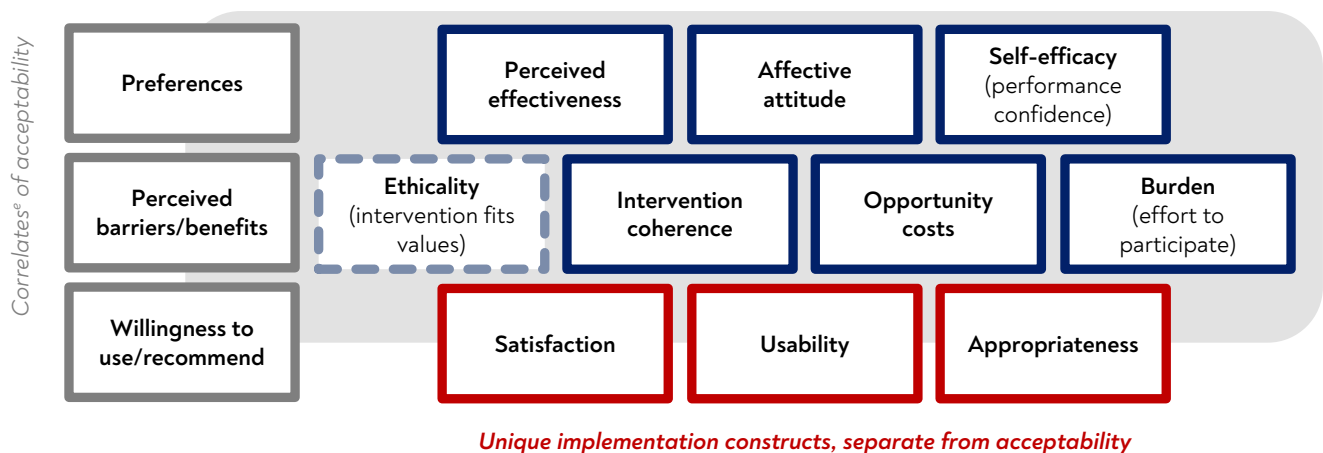 Correlatesᵉ of acceptability
Preferences
Perceived
effectiveness
Affective
attitude
Self-efficacy
(performance
confidence)
Perceived
barriers/benefits
Ethicality
(intervention fits
values)
Intervention
coherence
Opportunity
costs
Burden
(effort to
participate)
Willingness to
use/recommend
Satisfaction
Usability
Appropriateness
Unique implementation constructs, separate from acceptability